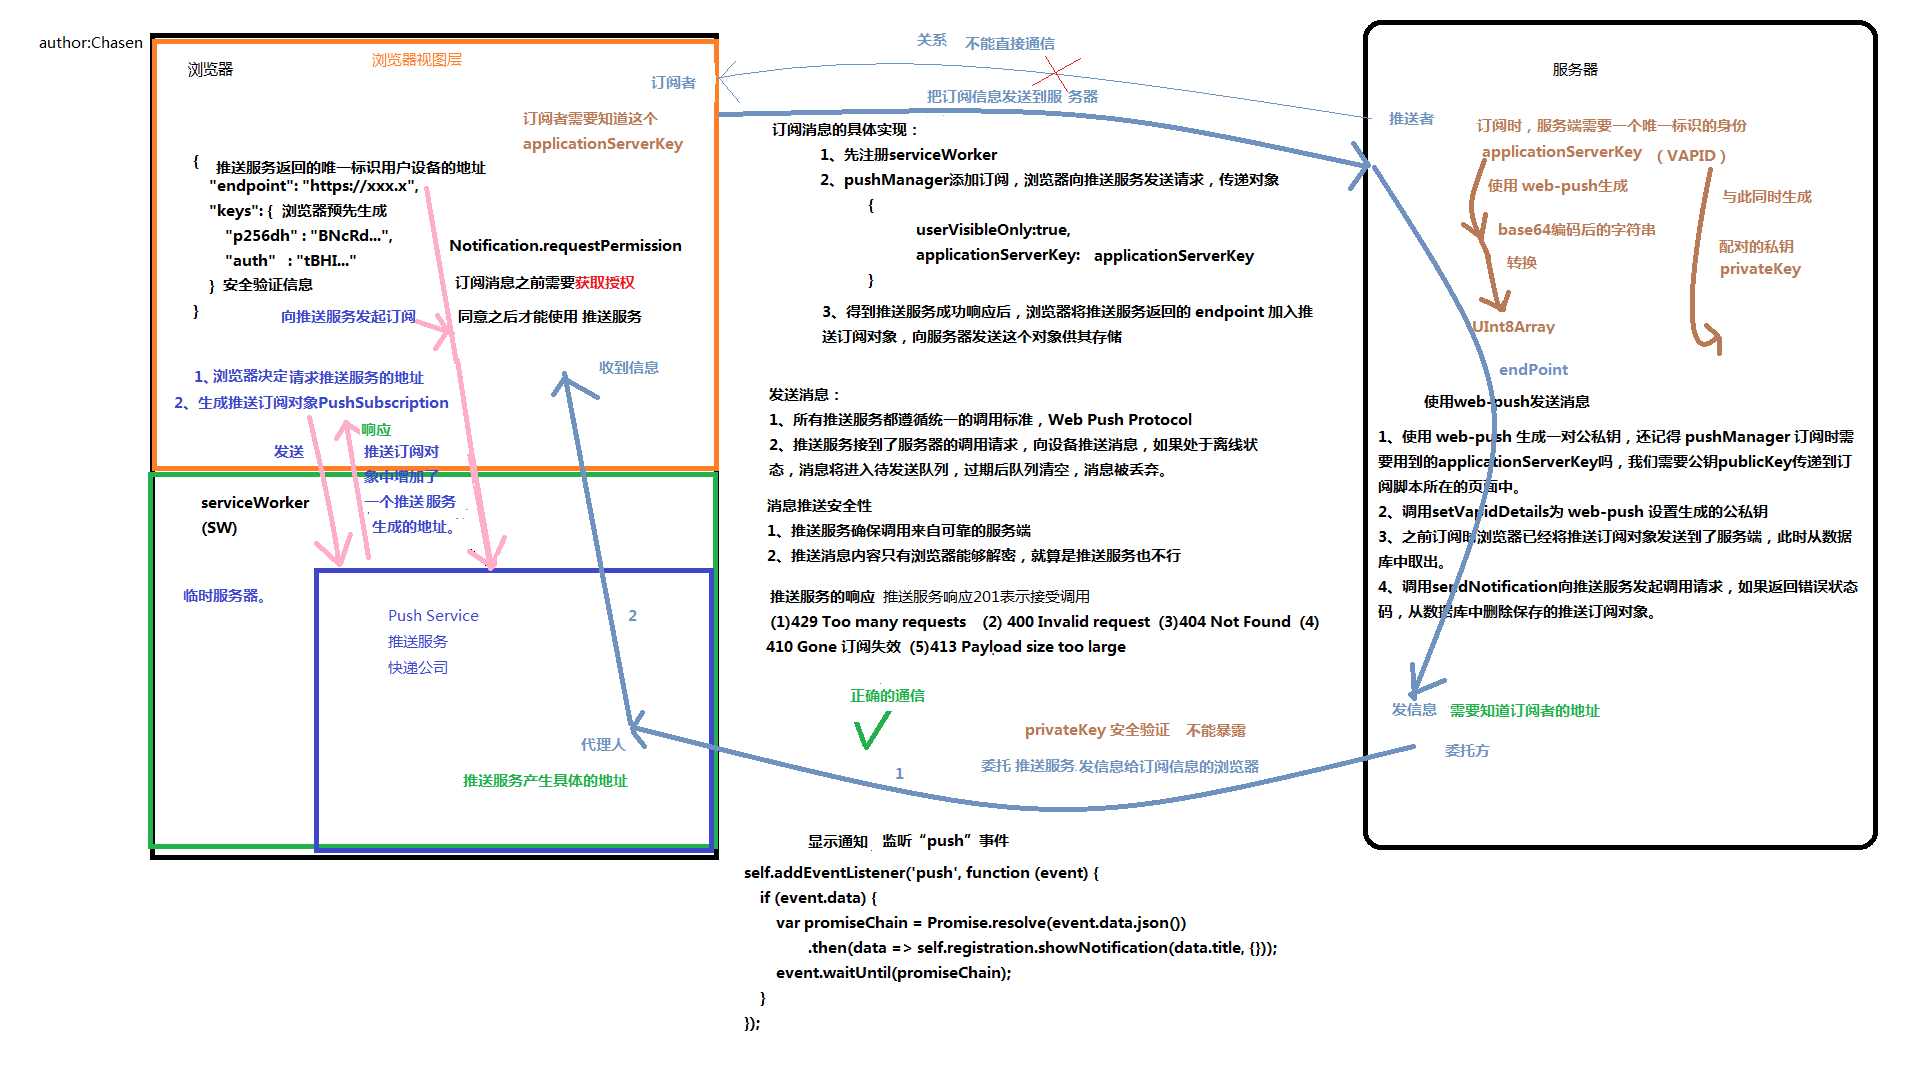 author:Chasen
浏览器
浏览器视图层
订阅者
订阅者需要知道这个
applicationServerKey
{
推送服务返回的唯一标识用户设备的地址
"endpoint": "https://xxx.x",
"keys": { 浏览器预先生成
"p256dh" : "BNcRd...",
"auth" : "tBHI..."
} 安全验证信息
}
Notification.requestPermission
订阅消息之前需要获取授权
同意之后才能使用 推送服务
向推送服务发起订阅
收到信息
1、浏览器决定请求推送服务的地址
2、生成推送订阅对象PushSubscription
发送
响应
推送订阅对
象中增加了
一个推送 服务
生成的地址。
serviceWorker
(SW)
临时服务器。
Push Service
推送服务
快递公司
2
代理人
推送服务产生具体的地址
关系 不能直接通信
把订阅信息发送到服 务器
订阅消息的具体实现：
1、先注册serviceWorker
2、pushManager添加订阅，浏览器向推送服务发送请求，传递对象
{
userVisibleOnly:true,
applicationServerKey: applicationServerKey
}
3、得到推送服务成功响应后，浏览器将推送服务返回的 endpoint 加入推
送订阅对象，向服务器发送这个对象供其存储
发送消息：
1、所有推送服务都遵循统一的调用标准，Web Push Protocol
2、推送服务接到了服务器的调用请求，向设备推送消息，如果处于离线状
态，消息将进入待发送队列，过期后队列清空，消息被丢弃。
消息推送安全性
1、推送服务确保调用来自可靠的服务端
2、推送消息内容只有浏览器能够解密，就算是推送服务也不行
推送服务的响应 推送服务响应201表示接受调用
(1)429 Too many requests (2) 400 Invalid request (3)404 Not Found (4)
410 Gone 订阅失效 (5)413 Payload size too large
正确的通信
privateKey 安全验证 不能暴露
委托 推送服务 发信息给订阅信息的浏览器
1
显示通知 监听“push”事件
self.addEventListener('push', function (event) {
if (event.data) {
var promiseChain = Promise.resolve(event.data.json())
.then(data => self.registration.showNotification(data.title, {}));
event.waitUntil(promiseChain);
}
});
服务器
推送者
订阅时，服务端需要一个唯一标识的身份
applicationServerKey （VAPID）
使用 web-push生成
与此同时生成
base64编码后的字符串
配对的私钥
privateKey
转换
UInt8Array
endPoint
使用web-push发送消息
1、使用 web-push 生成一对公私钥，还记得 pushManager 订阅时需
要用到的applicationServerKey吗，我们需要公钥publicKey传递到订
阅脚本所在的页面中。
2、调用setVapidDetails为 web-push 设置生成的公私钥
3、之前订阅时浏览器已经将推送订阅对象发送到了服务端，此时从数据
库中取出。
4、调用sendNotification向推送服务发起调用请求，如果返回错误状态
码，从数据库中删除保存的推送订阅对象。
发信息 需要知道订阅者的地址
委托方